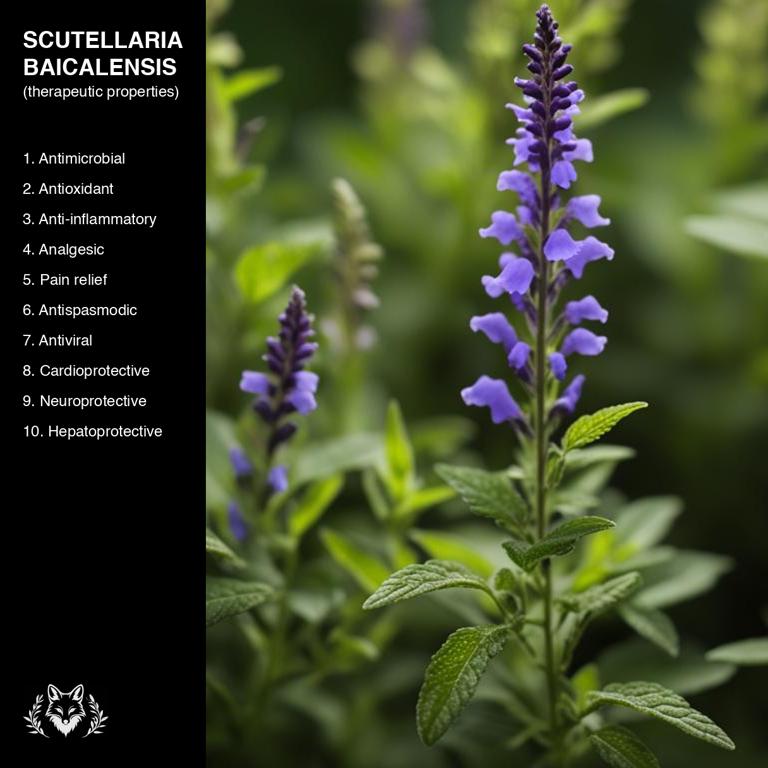 SCUTELLARIA
BAICALENSIS
(therapeutic properties)
1. Antimicrobial
2. Antioxidant
3. Anti-inflammatory
4. Analgesic
5. Pain relief
6. Antispasmodic
7. Antiviral
8. Cardioprotective
9. Neuroprotective
10. Hepatoprotective